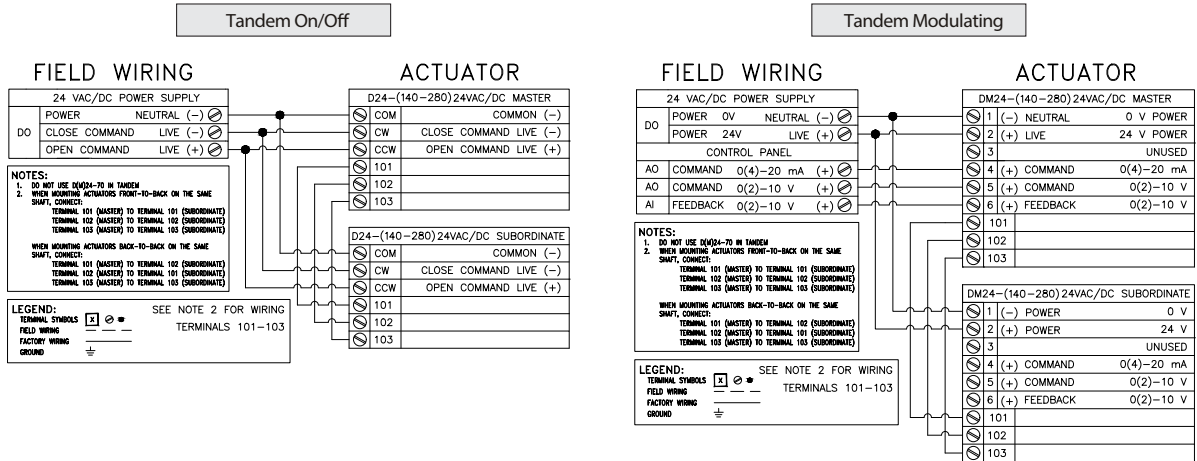 Tandem On/Off
FIELD WIRING
24 VAC/DC POWER SUPPLY
DO
POWER NEUTRAL (-)
CLOSE COMMAND LIVE (-)
OPEN COMMAND LIVE (+)
NOTES:
1. DO NOT USE D(M)24-70 IN TANDEM
2. WHEN MOUNTING ACTUATORS FRONT-TO-BACK ON THE SAME
SHAFT, CONNECT:
TERMINAL 101 (MASTER) TO TERMINAL 101 (SUBORDINATE)
TERMINAL 102 (MASTER) TO TERMINAL 102 (SUBORDINATE)
TERMINAL 103 (MASTER) TO TERMINAL 103 (SUBORDINATE)
WHEN MOUNTING ACTUATORS BACK-TO-BACK ON THE SAME
SHAFT, CONNECT:
TERMINAL 101 (MASTER) TO TERMINAL 102 (SUBORDINATE)
TERMINAL 102 (MASTER) TO TERMINAL 101 (SUBORDINATE)
TERMINAL 103 (MASTER) TO TERMINAL 103 (SUBORDINATE)
LEGEND:
TERMINAL SYMBOLS X
FIELD WIRING
FACTORY WIRING
GROUND
SEE NOTE 2 FOR WIRING
TERMINALS 101-103
ACTUATOR
D24-(140-280)24VAC/DC MASTER
COM COMMON (-)
CW CLOSE COMMAND LIVE (-)
CCW OPEN COMMAND LIVE (+)
101
102
103
D24-(140-280)24VAC/DC SUBORDINATE
COM COMMON (-)
CW CLOSE COMMAND LIVE (-)
CCW OPEN COMMAND LIVE (+)
101
102
103
Tandem Modulating
FIELD WIRING
24 VAC/DC POWER SUPPLY
DO
POWER 0V NEUTRAL (-)
POWER 24V LIVE (+)
CONTROL PANEL
AO COMMAND 0(4)-20 mA (+)
AO COMMAND 0(2)-10 V (+)
AI FEEDBACK 0(2)-10 V (+)
NOTES:
1. DO NOT USE D(M)24-70 IN TANDEM
2. WHEN MOUNTING ACTUATORS FRONT-TO-BACK ON THE SAME
SHAFT, CONNECT:
TERMINAL 101 (MASTER) TO TERMINAL 101 (SUBORDINATE)
TERMINAL 102 (MASTER) TO TERMINAL 102 (SUBORDINATE)
TERMINAL 103 (MASTER) TO TERMINAL 103 (SUBORDINATE)
WHEN MOUNTING ACTUATORS BACK-TO-BACK ON THE SAME
SHAFT, CONNECT:
TERMINAL 101 (MASTER) TO TERMINAL 102 (SUBORDINATE)
TERMINAL 102 (MASTER) TO TERMINAL 101 (SUBORDINATE)
TERMINAL 103 (MASTER) TO TERMINAL 103 (SUBORDINATE)
LEGEND:
TERMINAL SYMBOLS X
FIELD WIRING
FACTORY WIRING
GROUND
SEE NOTE 2 FOR WIRING
TERMINALS 101-103
ACTUATOR
DM24-(140-280)24VAC/DC MASTER
1 (-) NEUTRAL 0 V POWER
2 (+) LIVE 24 V POWER
3 UNUSED
4 (+) COMMAND 0(4)-20 mA
5 (+) COMMAND 0(2)-10 V
6 (+) FEEDBACK 0(2)-10 V
101
102
103
DM24-(140-280)24VAC/DC SUBORDINATE
1 (-) POWER 0 V
2 (+) POWER 24 V
3 UNUSED
4 (+) COMMAND 0(4)-20 mA
5 (+) COMMAND 0(2)-10 V
6 (+) FEEDBACK 0(2)-10 V
101
102
103